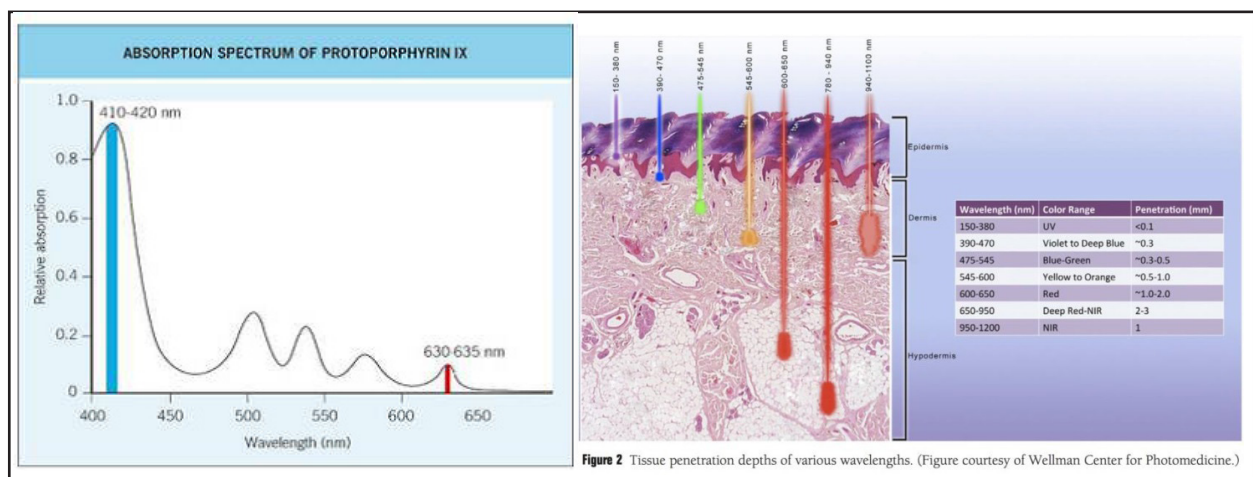 ABSORPTION SPECTRUM OF PROTOPORPHYRIN IX
1.0
410-420 nm
0.8
0.6
0.4
0.2
630-635 nm
0
400 450 500 550 600 650
Relative absorption
Wavelength (nm)
150- 380 nm
390- 470 nm
475-545 nm
545-600 nm
600-650 nm
780 - 940 nm
940-1100 nm
Epidermis
Dermis
Hypodermis
Wavelength (nm) Color Range Penetration (mm)
150-380 UV <0.1
390-470 Violet to Deep Blue ~0.3
475-545 Blue-Green ~0.3-0.5
545-600 Yellow to Orange ~0.5-1.0
600-650 Red ~1.0-2.0
650-950 Deep Red-NIR 2-3
950-1200 NIR 1
Figure 2 Tissue penetration depths of various wavelengths. (Figure courtesy of Wellman Center for Photomedicine.)